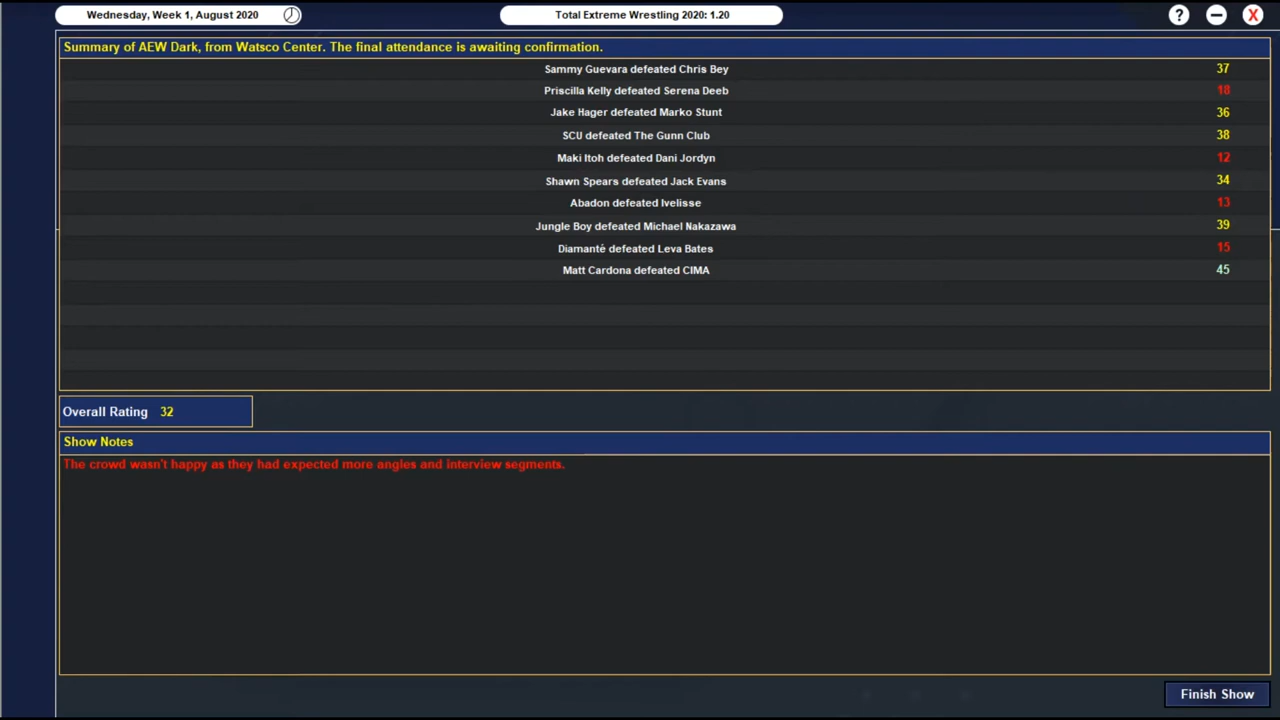 Wednesday, Week 1, August 2020
Total Extreme Wrestling 2020: 1.20
?
X
Summary of AEW Dark, from Watsco Center. The final attendance is awaiting confirmation.
Sammy Guevara defeated Chris Bey 37
Priscilla Kelly defeated Serena Deeb 18
Jake Hager defeated Marko Stunt 36
SCU defeated The Gunn Club 38
Maki Itoh defeated Dani Jordyn 12
Shawn Spears defeated Jack Evans 34
Abadon defeated Ivelisse 13
Jungle Boy defeated Michael Nakazawa 39
Diamanté defeated Leva Bates 15
Matt Cardona defeated CIMA 45
Overall Rating 32
Show Notes
The crowd wasn't happy as they had expected more angles and interview segments.
Finish Show